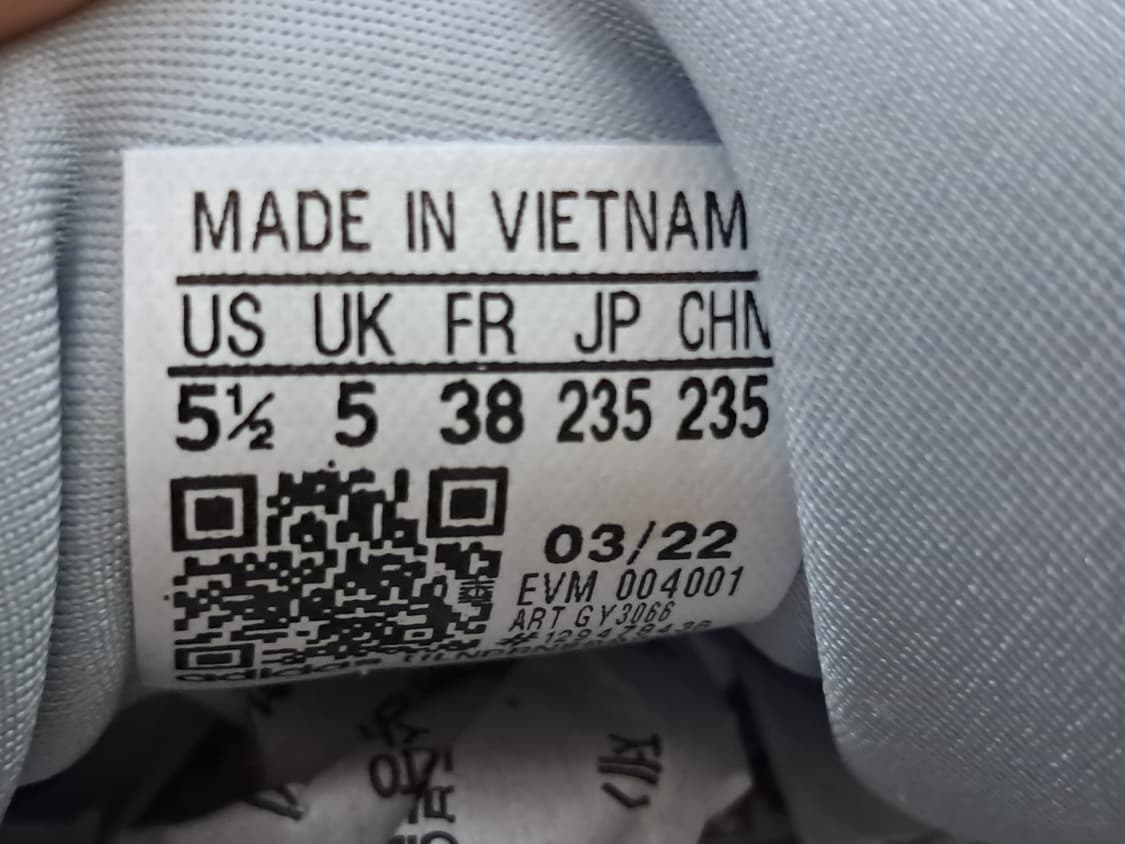 MADE IN VIETNAM
US UK FR JP CHN
5½ 5 38 235 235
03/22
EVM 004001
ART GY3066
adidas